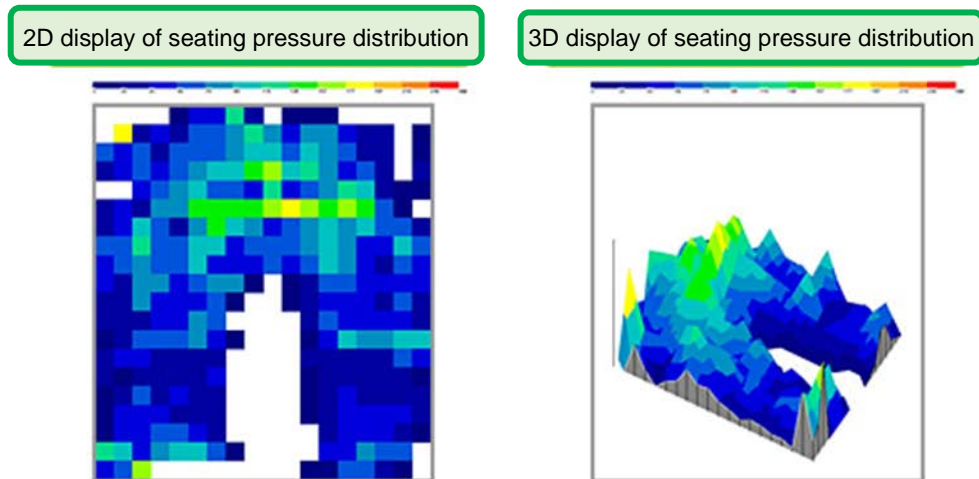 2D display of seating pressure distribution
3D display of seating pressure distribution